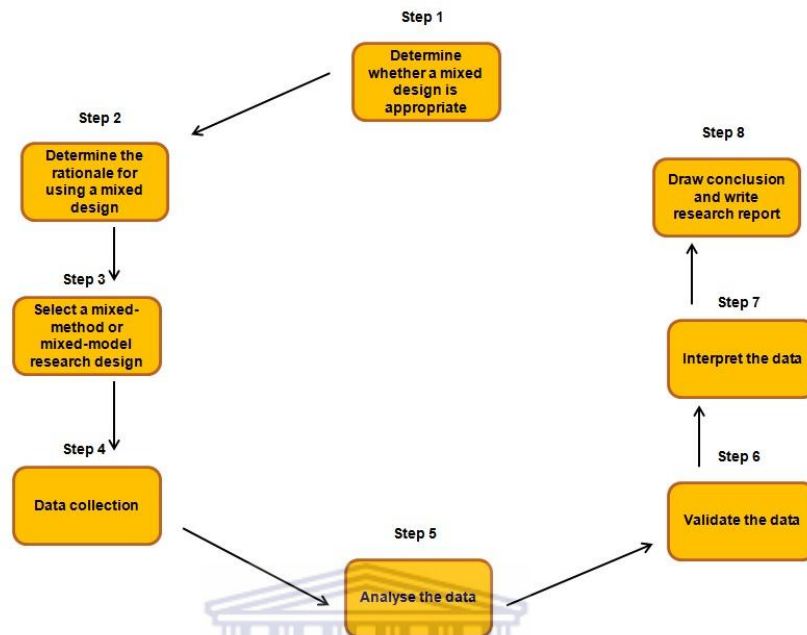 Step 1
Determine
whether a mixed
design is
appropriate
Step 2
Determine the
rationale for
using a mixed
design
Step 3
Select a mixed-
method or
mixed-model
research design
Step 4
Data collection
Step 5
Analyse the data
Step 6
Validate the data
Step 7
Interpret the data
Step 8
Draw conclusion
and write
research report